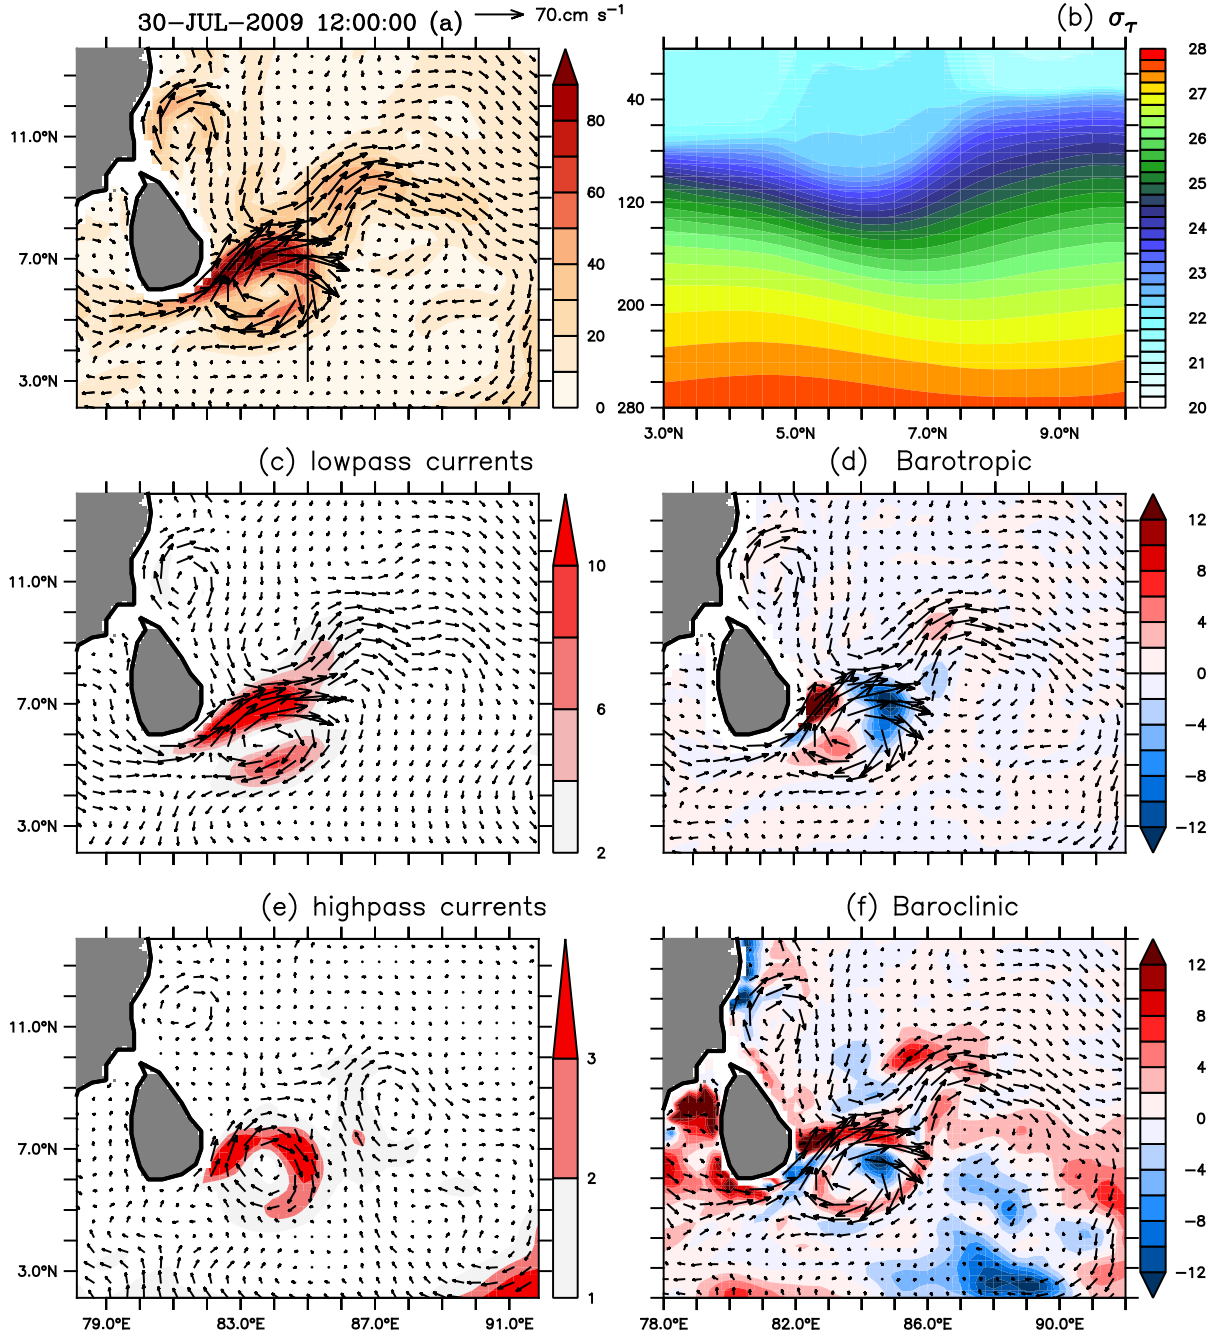 30-JUL-2009 12:00:00 (a)
70.cm s⁻¹
(b) στ
11.0°N
7.0°N
3.0°N
80
60
40
20
0
40
120
200
280
3.0°N 5.0°N 7.0°N 9.0°N
28
27
26
25
24
23
22
21
20
(c) lowpass currents
(d) Barotropic
11.0°N
7.0°N
3.0°N
10
6
2
12
8
4
0
−4
−8
−12
(e) highpass currents
(f) Baroclinic
11.0°N
7.0°N
3.0°N
3
2
1
12
8
4
0
−4
−8
−12
79.0°E 83.0°E 87.0°E 91.0°E
78.0°E 82.0°E 86.0°E 90.0°E